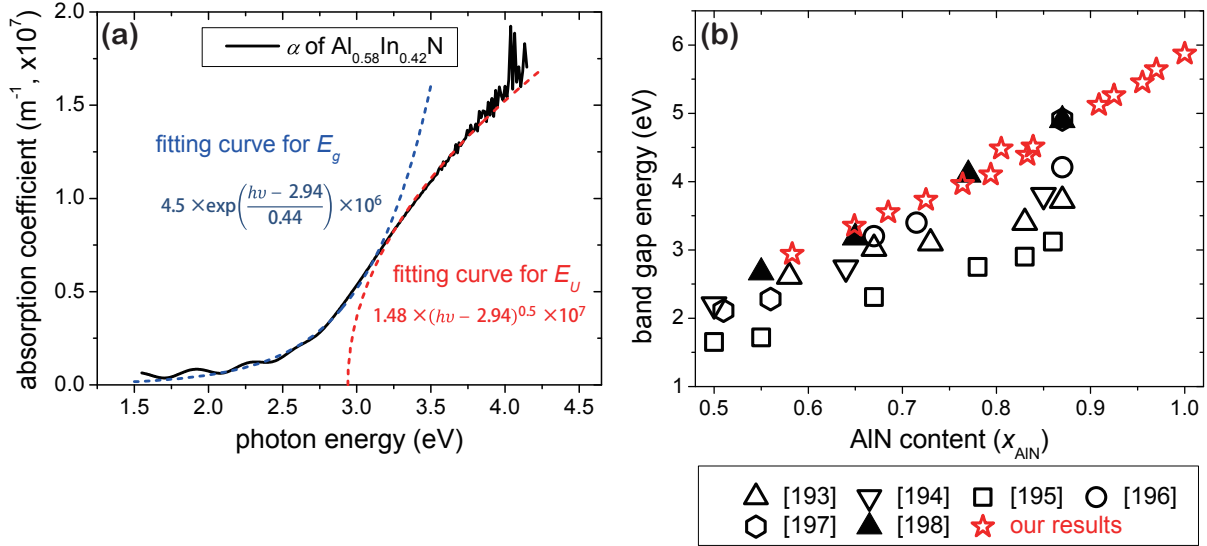 (a)
α of Al0.58In0.42N
absorption coefficient (m-1, x107)
2.0
1.5
1.0
0.5
0.0
fitting curve for Eg
4.5 ×exp(hυ − 2.94 / 0.44) ×106
fitting curve for EU
1.48 ×(hυ − 2.94)0.5 ×107
1.5 2.0 2.5 3.0 3.5 4.0 4.5
photon energy (eV)
(b)
band gap energy (eV)
6
5
4
3
2
1
0.5 0.6 0.7 0.8 0.9 1.0
AlN content (xAlN)
[193] [194] [195] [196]
[197] [198] our results